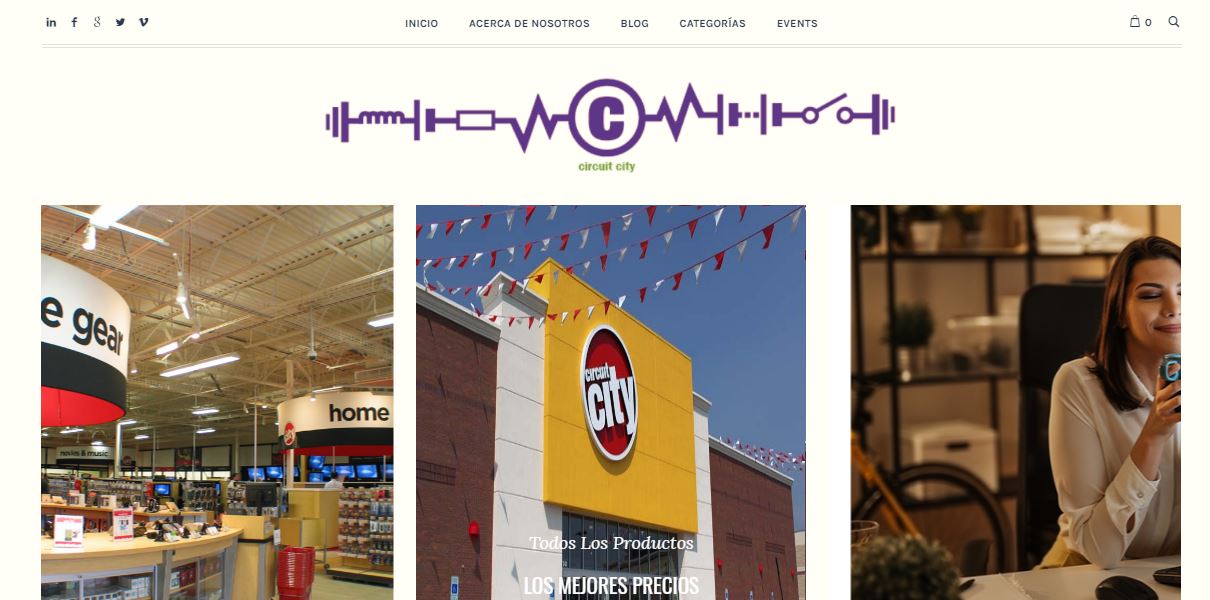 INICIO ACERCA DE NOSOTROS BLOG CATEGORÍAS EVENTS 0
C
circuit city
e gear
home
movies & music
circuit
city
Todos Los Productos
LOS MEJORES PRECIOS